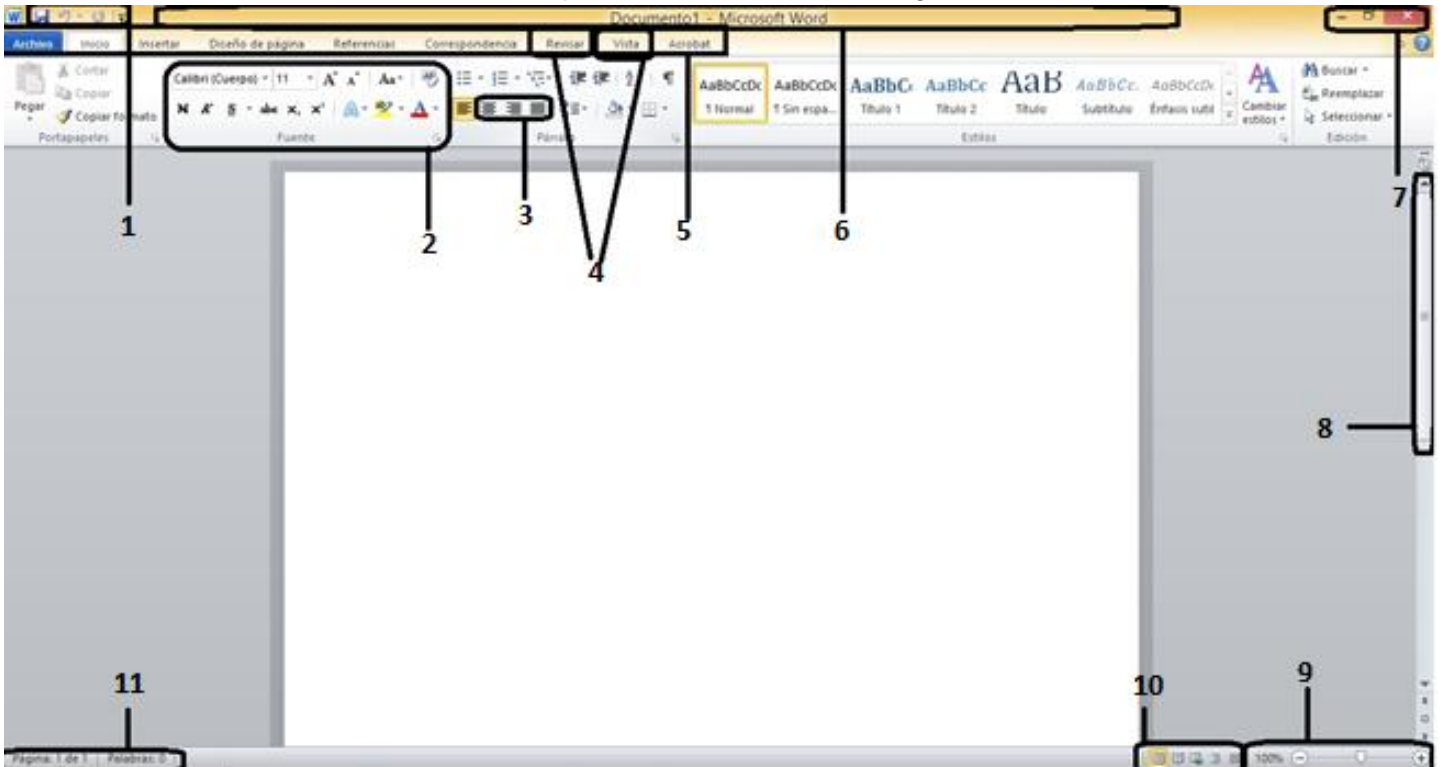 Documento1 - Microsoft Word
Archivo Inicio Insertar Diseño de página Referencias Correspondencia Revisar Vista Acrobat
Cortar
Copiar
Pegar
Copiar formato
Portapapeles
Calibri (Cuerpo) 11
Fuente
Párrafo
AaBbCcDc AaBbCcDc AaBbC AaBbCc AaB AaBbCc. AaBbCcDc
¶ Normal ¶ Sin espa... Título 1 Título 2 Título Subtítulo Énfasis sutil
Cambiar estilos
Estilos
Buscar
Reemplazar
Seleccionar
Edición
1
2
3
4
5
6
7
8
11
10
9
Página: 1 de 1 Palabras: 0
100%